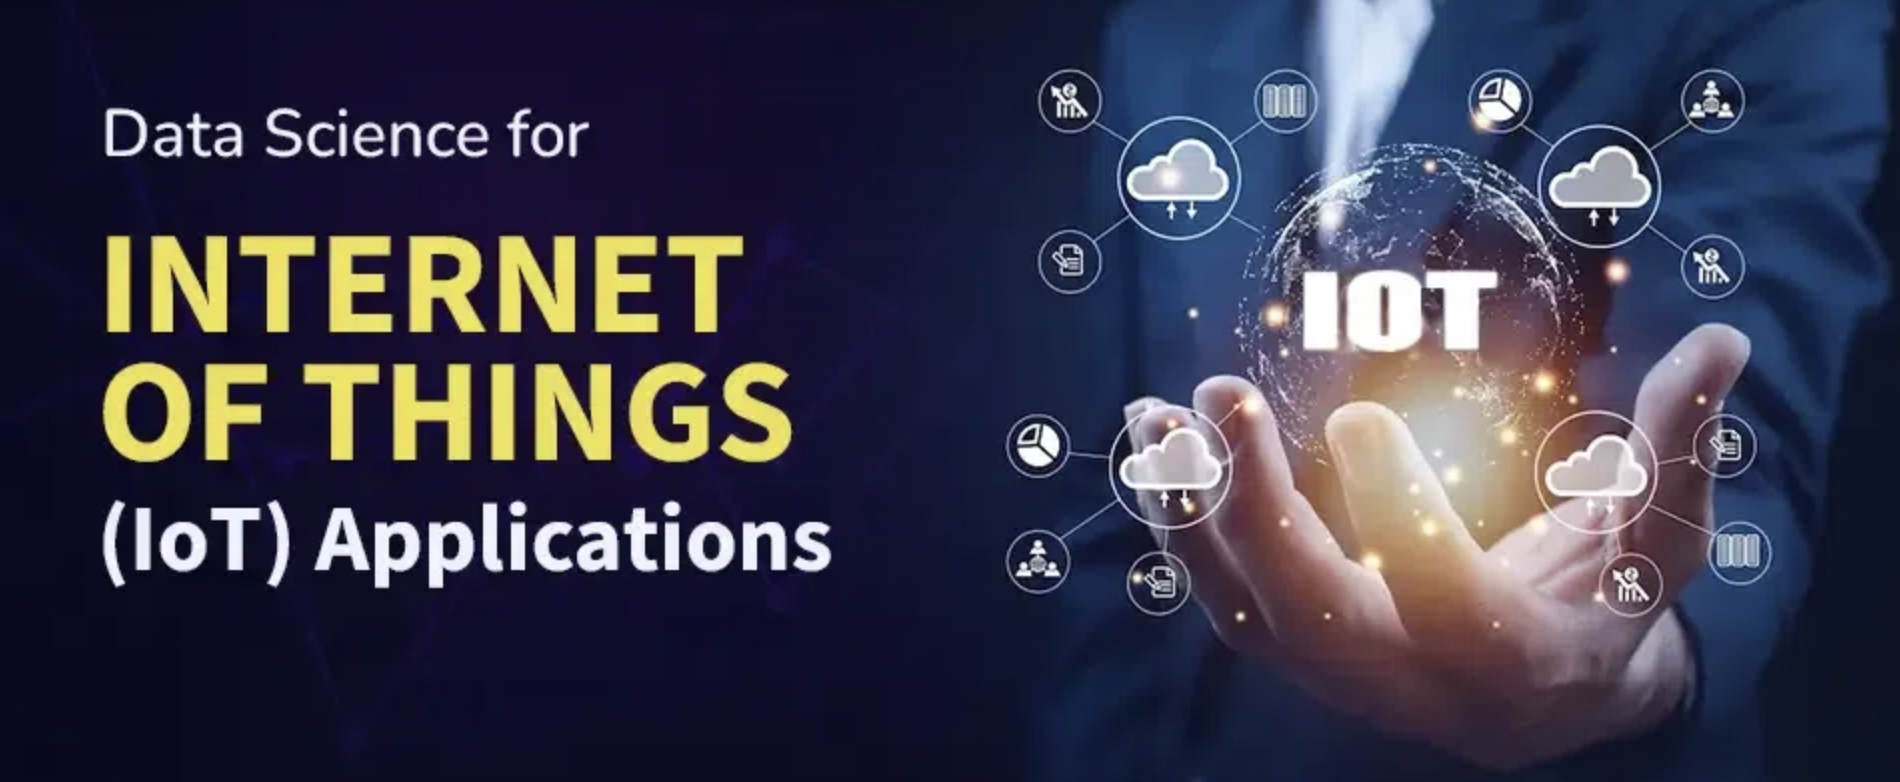 Data Science for
INTERNET
OF THINGS
(IoT) Applications
IOT